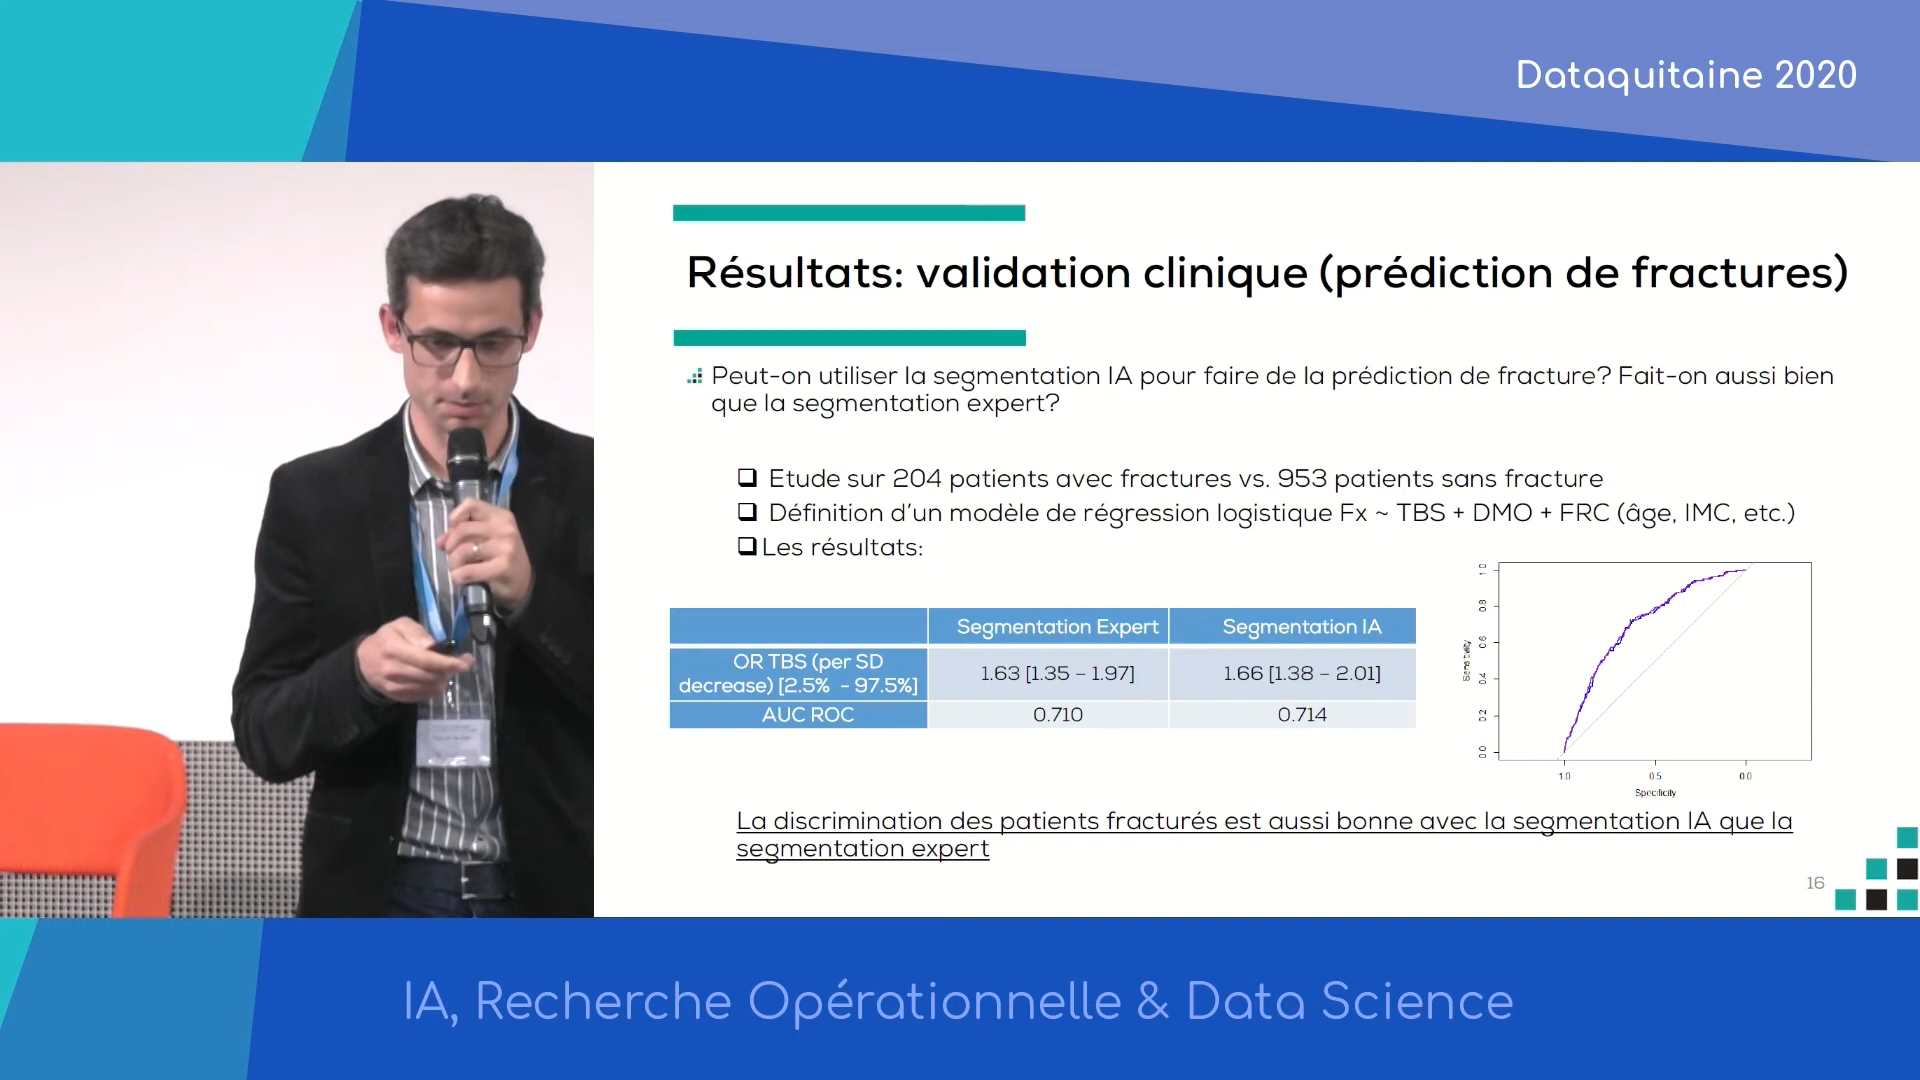 Dataquitaine 2020
Résultats: validation clinique (prédiction de fractures)
Peut-on utiliser la segmentation IA pour faire de la prédiction de fracture? Fait-on aussi bien
que la segmentation expert?
Etude sur 204 patients avec fractures vs. 953 patients sans fracture
Définition d'un modèle de régression logistique Fx ~ TBS + DMO + FRC (âge, IMC, etc.)
Les résultats:
Segmentation Expert Segmentation IA
OR TBS (per SD
decrease) [2.5% - 97.5%] 1.63 [1.35 – 1.97] 1.66 [1.38 – 2.01]
AUC ROC 0.710 0.714
Sensitivity
1.0
0.8
0.6
0.4
0.2
0.0
1.0 0.5 0.0
Specificity
La discrimination des patients fracturés est aussi bonne avec la segmentation IA que la
segmentation expert
16
IA, Recherche Opérationnelle & Data Science